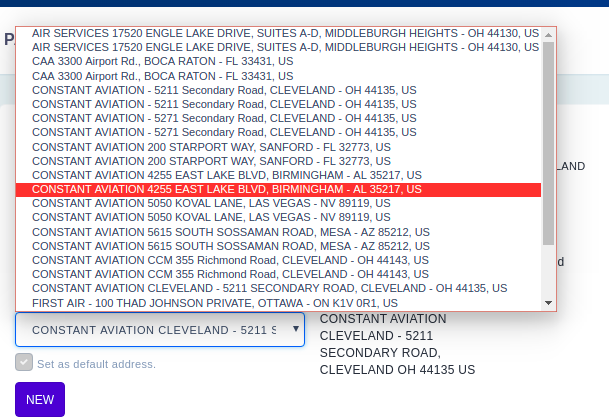 PA
AIR SERVICES 17520 ENGLE LAKE DRIVE, SUITES A-D, MIDDLEBURGH HEIGHTS - OH 44130, US
AIR SERVICES 17520 ENGLE LAKE DRIVE, SUITES A-D, MIDDLEBURGH HEIGHTS - OH 44130, US
CAA 3300 Airport Rd., BOCA RATON - FL 33431, US
CAA 3300 Airport Rd., BOCA RATON - FL 33431, US
CONSTANT AVIATION - 5211 Secondary Road, CLEVELAND - OH 44135, US
CONSTANT AVIATION - 5211 Secondary Road, CLEVELAND - OH 44135, US
CONSTANT AVIATION - 5271 Secondary Road, CLEVELAND - OH 44135, US
CONSTANT AVIATION - 5271 Secondary Road, CLEVELAND - OH 44135, US
CONSTANT AVIATION 200 STARPORT WAY, SANFORD - FL 32773, US
CONSTANT AVIATION 200 STARPORT WAY, SANFORD - FL 32773, US
CONSTANT AVIATION 4255 EAST LAKE BLVD, BIRMINGHAM - AL 35217, US
CONSTANT AVIATION 4255 EAST LAKE BLVD, BIRMINGHAM - AL 35217, US
CONSTANT AVIATION 5050 KOVAL LANE, LAS VEGAS - NV 89119, US
CONSTANT AVIATION 5050 KOVAL LANE, LAS VEGAS - NV 89119, US
CONSTANT AVIATION 5615 SOUTH SOSSAMAN ROAD, MESA - AZ 85212, US
CONSTANT AVIATION 5615 SOUTH SOSSAMAN ROAD, MESA - AZ 85212, US
CONSTANT AVIATION CCM 355 Richmond Road, CLEVELAND - OH 44143, US
CONSTANT AVIATION CCM 355 Richmond Road, CLEVELAND - OH 44143, US
CONSTANT AVIATION CLEVELAND - 5211 SECONDARY ROAD, CLEVELAND - OH 44135, US
FIRST AIR - 100 THAD JOHNSON PRIVATE, OTTAWA - ON K1V 0R1, US
LAND
d
CONSTANT AVIATION CLEVELAND - 5211 S
Set as default address.
NEW
CONSTANT AVIATION
CLEVELAND - 5211
SECONDARY ROAD,
CLEVELAND OH 44135 US